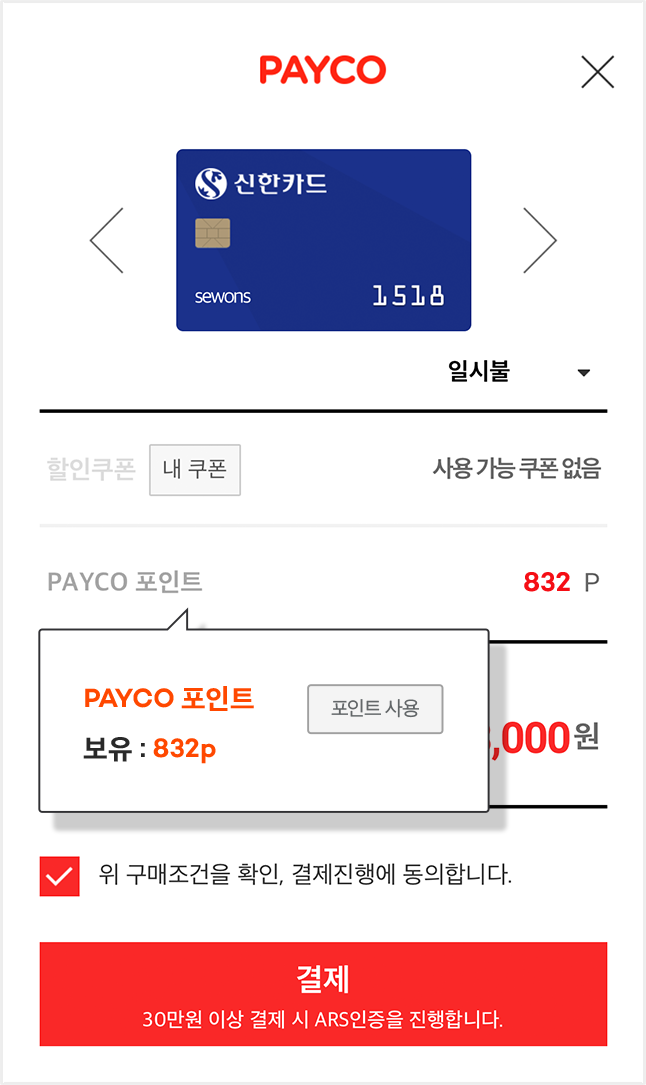 PAYCO
신한카드
sewons
1518
일시불
할인쿠폰 내 쿠폰 사용 가능 쿠폰 없음
PAYCO 포인트 832 P
PAYCO 포인트 포인트 사용
보유 : 832p
,000원
위 구매조건을 확인, 결제진행에 동의합니다.
결제
30만원 이상 결제 시 ARS인증을 진행합니다.